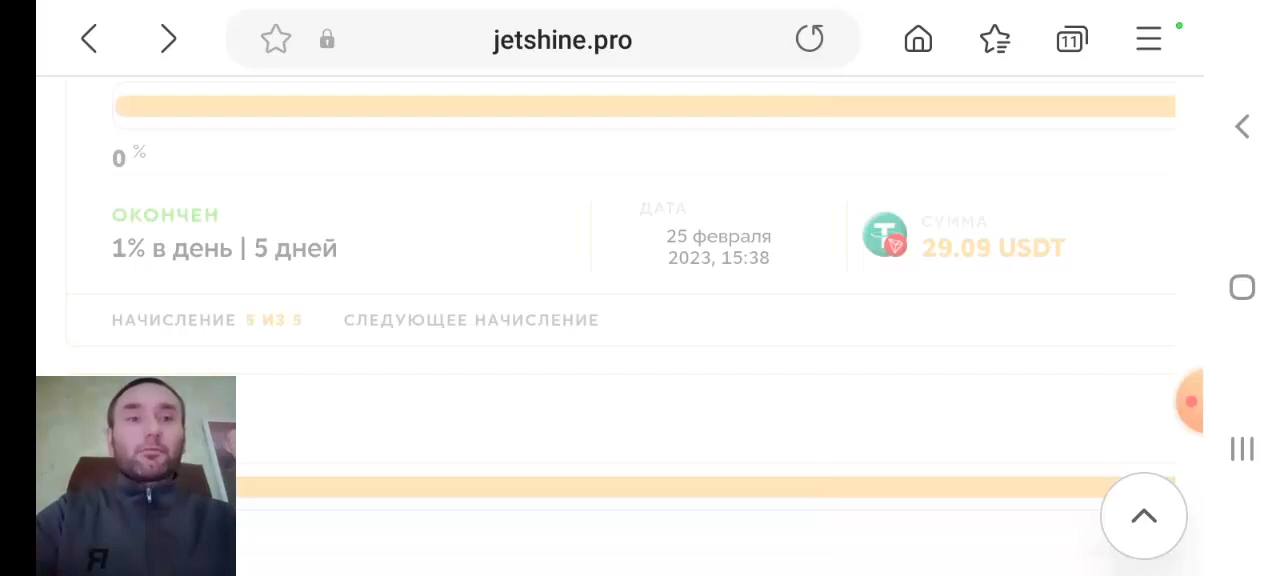 jetshine.pro
11
0 %
ОКОНЧЕН
1% в день | 5 дней
ДАТА
25 февраля
2023, 15:38
СУММА
29.09 USDT
НАЧИСЛЕНИЕ 5 ИЗ 5 СЛЕДУЮЩЕЕ НАЧИСЛЕНИЕ
Я